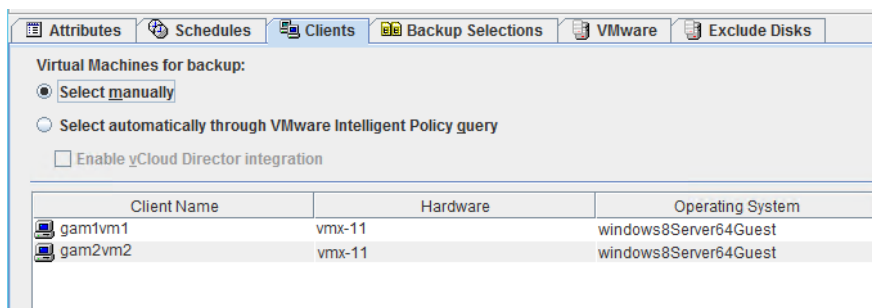 Attributes Schedules Clients Backup Selections VMware Exclude Disks
Virtual Machines for backup:
Select manually
Select automatically through VMware Intelligent Policy query
Enable vCloud Director integration
Client Name Hardware Operating System
gam1vm1 vmx-11 windows8Server64Guest
gam2vm2 vmx-11 windows8Server64Guest